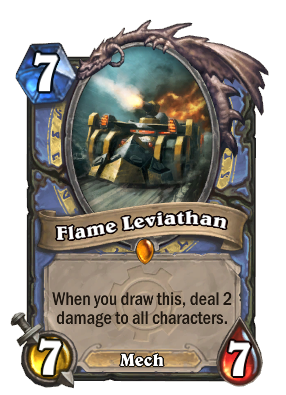 7
Flame Leviathan
When you draw this, deal 2
damage to all characters.
7
Mech
7